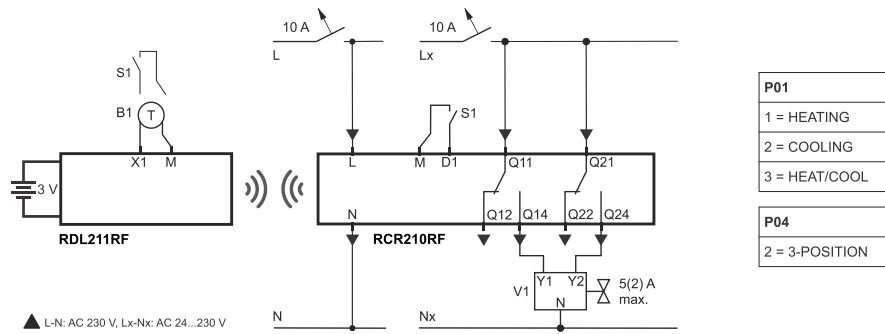 10 A
10 A
L
Lx
S1
B1
T
S1
P01
1 = HEATING
2 = COOLING
3 = HEAT/COOL
X1
M
L
M
D1
Q11
Q21
3 V
N
Q12
Q14
Q22
Q24
P04
2 = 3-POSITION
RDL211RF
RCR210RF
V1
Y1
Y2
N
5(2) A
max.
L-N: AC 230 V, Lx-Nx: AC 24...230 V
N
Nx